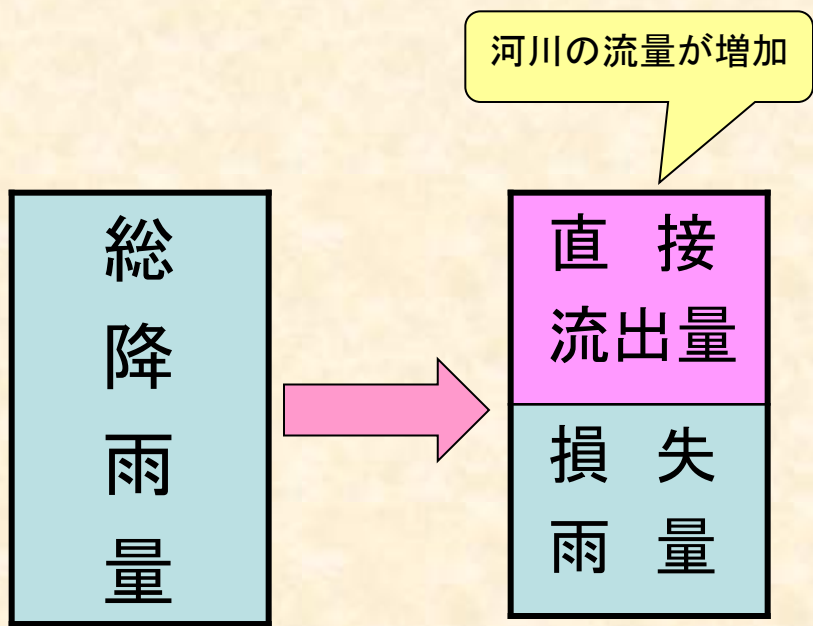 河川の流量が増加
総
降
雨
量
直 接
流出量
損 失
雨 量